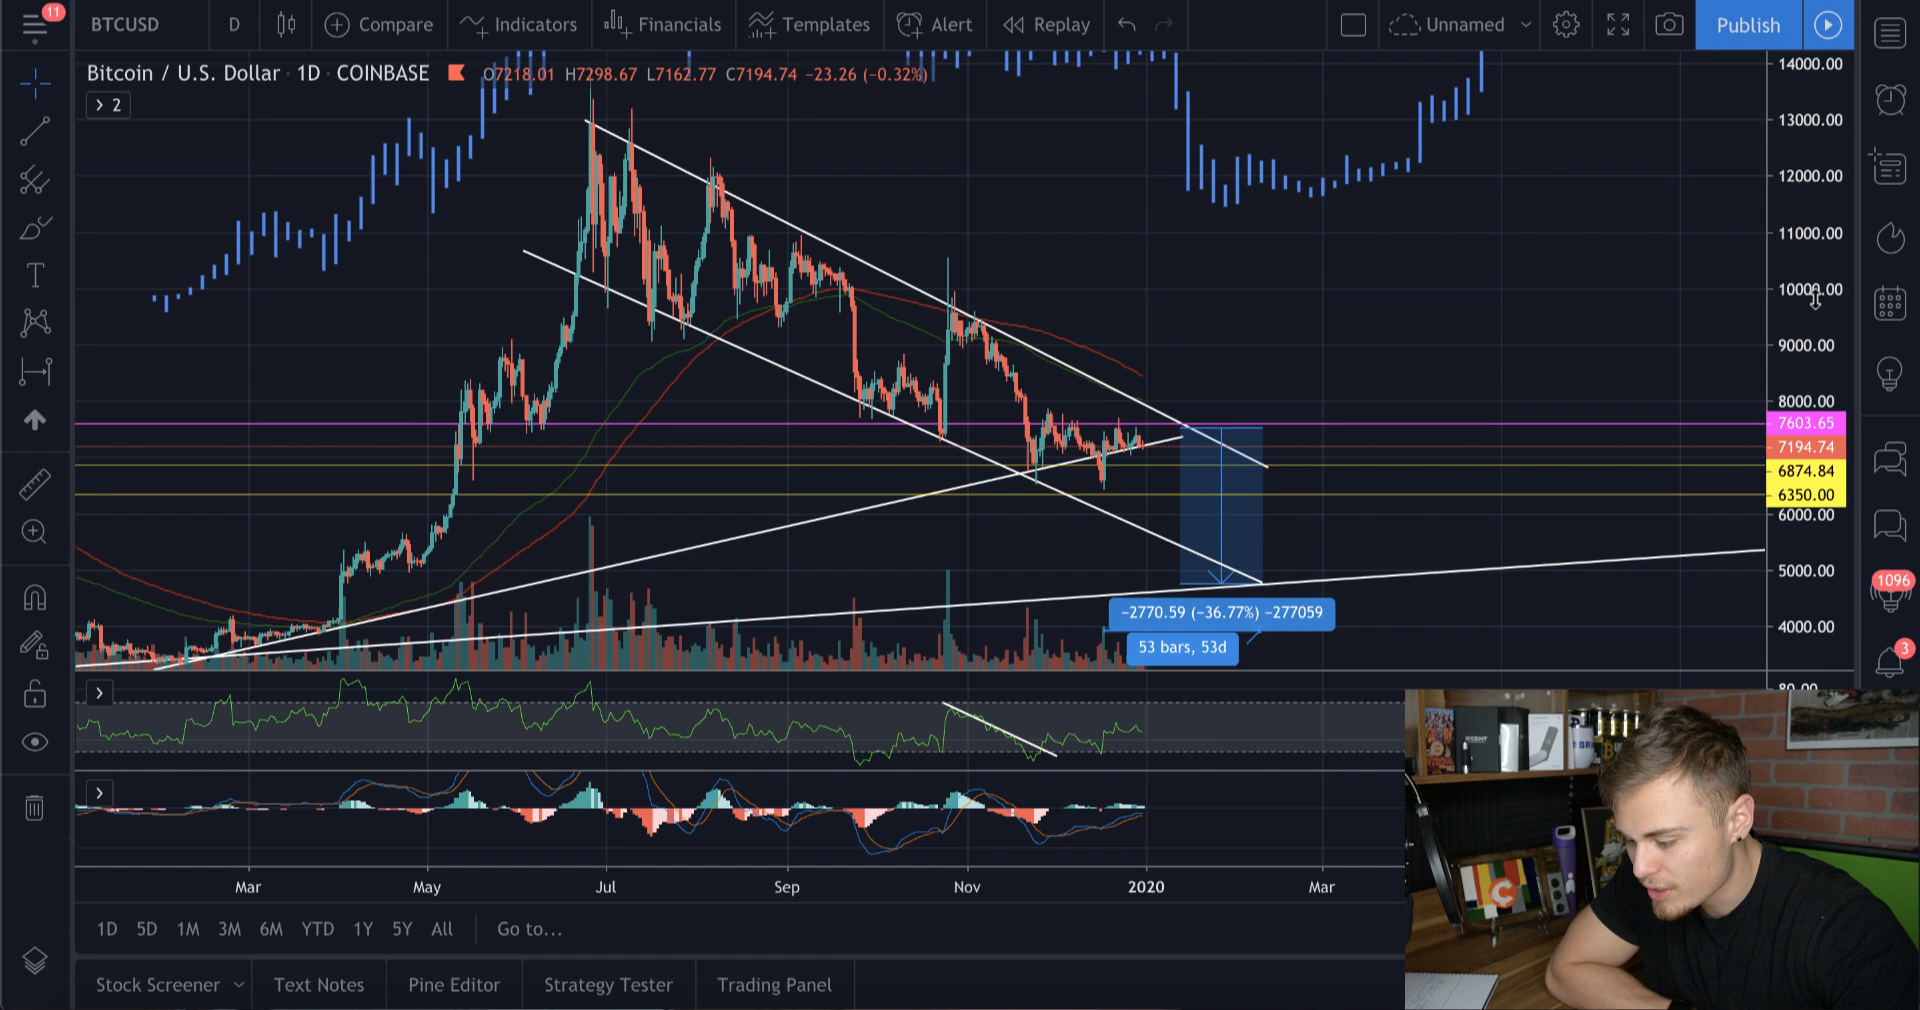 11
BTCUSD D Compare Indicators Financials Templates Alert Replay Unnamed Publish
Bitcoin / U.S. Dollar · 1D · COINBASE O7218.01 H7298.67 L7162.77 C7194.74 −23.26 (−0.32%)
> 2
14000.00
13000.00
12000.00
11000.00
10000.00
9000.00
8000.00
7603.65
7194.74
6874.84
6350.00
6000.00
5000.00
4000.00
80.00
−2770.59 (−36.77%) −277059
53 bars, 53d
1096
3
Mar May Jul Sep Nov 2020 Mar
1D 5D 1M 3M 6M YTD 1Y 5Y All Go to...
Stock Screener Text Notes Pine Editor Strategy Tester Trading Panel